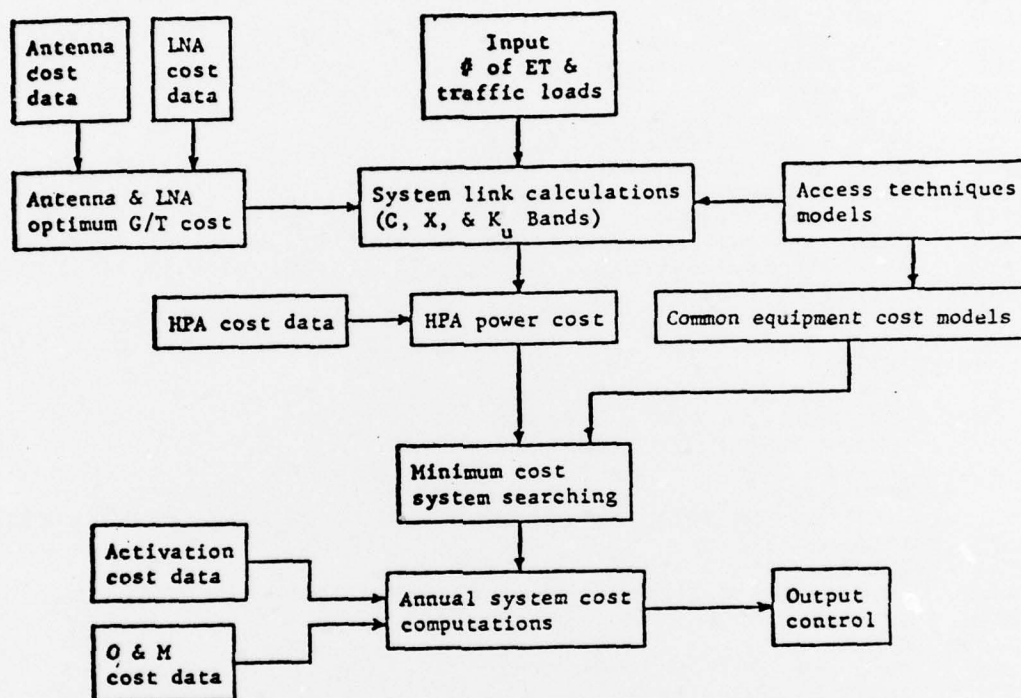 Antenna
cost
data
LNA
cost
data
Input
# of ET &
traffic loads
Antenna & LNA
optimum G/T cost
System link calculations
(C, X, & Ku Bands)
Access techniques
models
HPA cost data
HPA power cost
Common equipment cost models
Minimum cost
system searching
Activation
cost data
Annual system cost
computations
Output
control
O & M
cost data